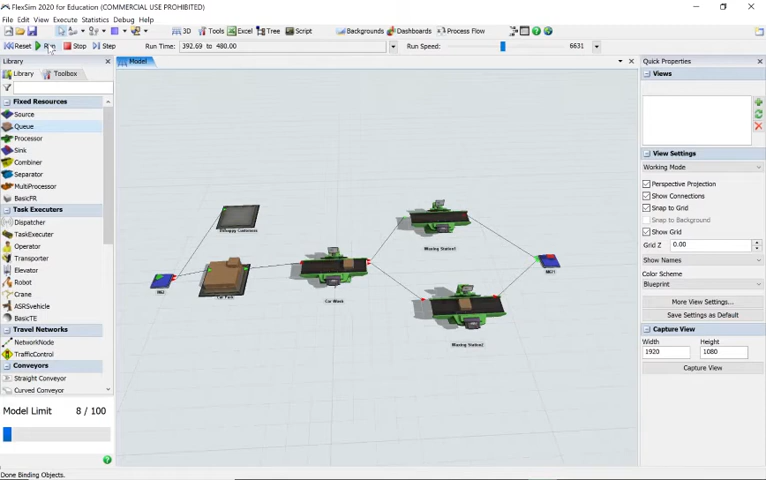 FlexSim 2020 for Education (COMMERCIAL PROHIBITED)
File Edit View Execute Statistics Debug Help
3D Tools Excel Tree Script Backgrounds Dashboards Process Flow
Reset Run Stop Step Run Time: 392.69 to 480.00 Run Speed: 6631
Library
Library Toolbox
Fixed Resources
Source
Queue
Processor
Sink
Combiner
Separator
MultiProcessor
BasicFR
Task Executers
Dispatcher
TaskExecuter
Operator
Transporter
Elevator
Robot
Crane
ASRSvehicle
BasicTE
Travel Networks
NetworkNode
TrafficControl
Conveyors
Straight Conveyor
Curved Conveyor
Model Limit 8 / 100
Done Binding Objects.
Model
Unhappy Customers
Waxing Station1
Car Park
Car Wash
Waxing Station2
Quick Properties
Views
View Settings
Working Mode
Perspective Projection
Show Connections
Snap to Grid
Snap to Background
Show Grid
Grid Z 0.00
Show Names
Color Scheme
Blueprint
More View Settings...
Save Settings as Default
Capture View
Width Height
1920 1080
Capture View